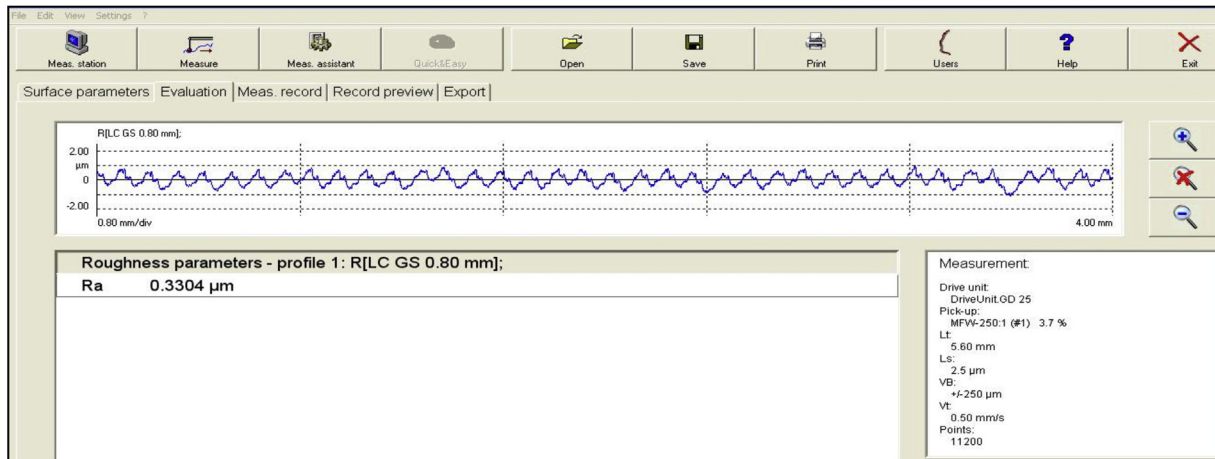 File Edit View Settings ?
Meas. station Measure Meas. assistant Quick&Easy Open Save Print Users Help Exit
Surface parameters Evaluation Meas. record Record preview Export
R[LC GS 0.80 mm];
2.00
µm
0
-2.00
0.80 mm/div 4.00 mm
Roughness parameters - profile 1: R[LC GS 0.80 mm];
Ra 0.3304 µm
Measurement:
Drive unit:
DriveUnit.GD 25
Pick-up:
MFW-250:1 (#1) 3.7 %
Lt:
5.60 mm
Ls:
2.5 µm
VB:
+/-250 µm
Vt:
0.50 mm/s
Points:
11200